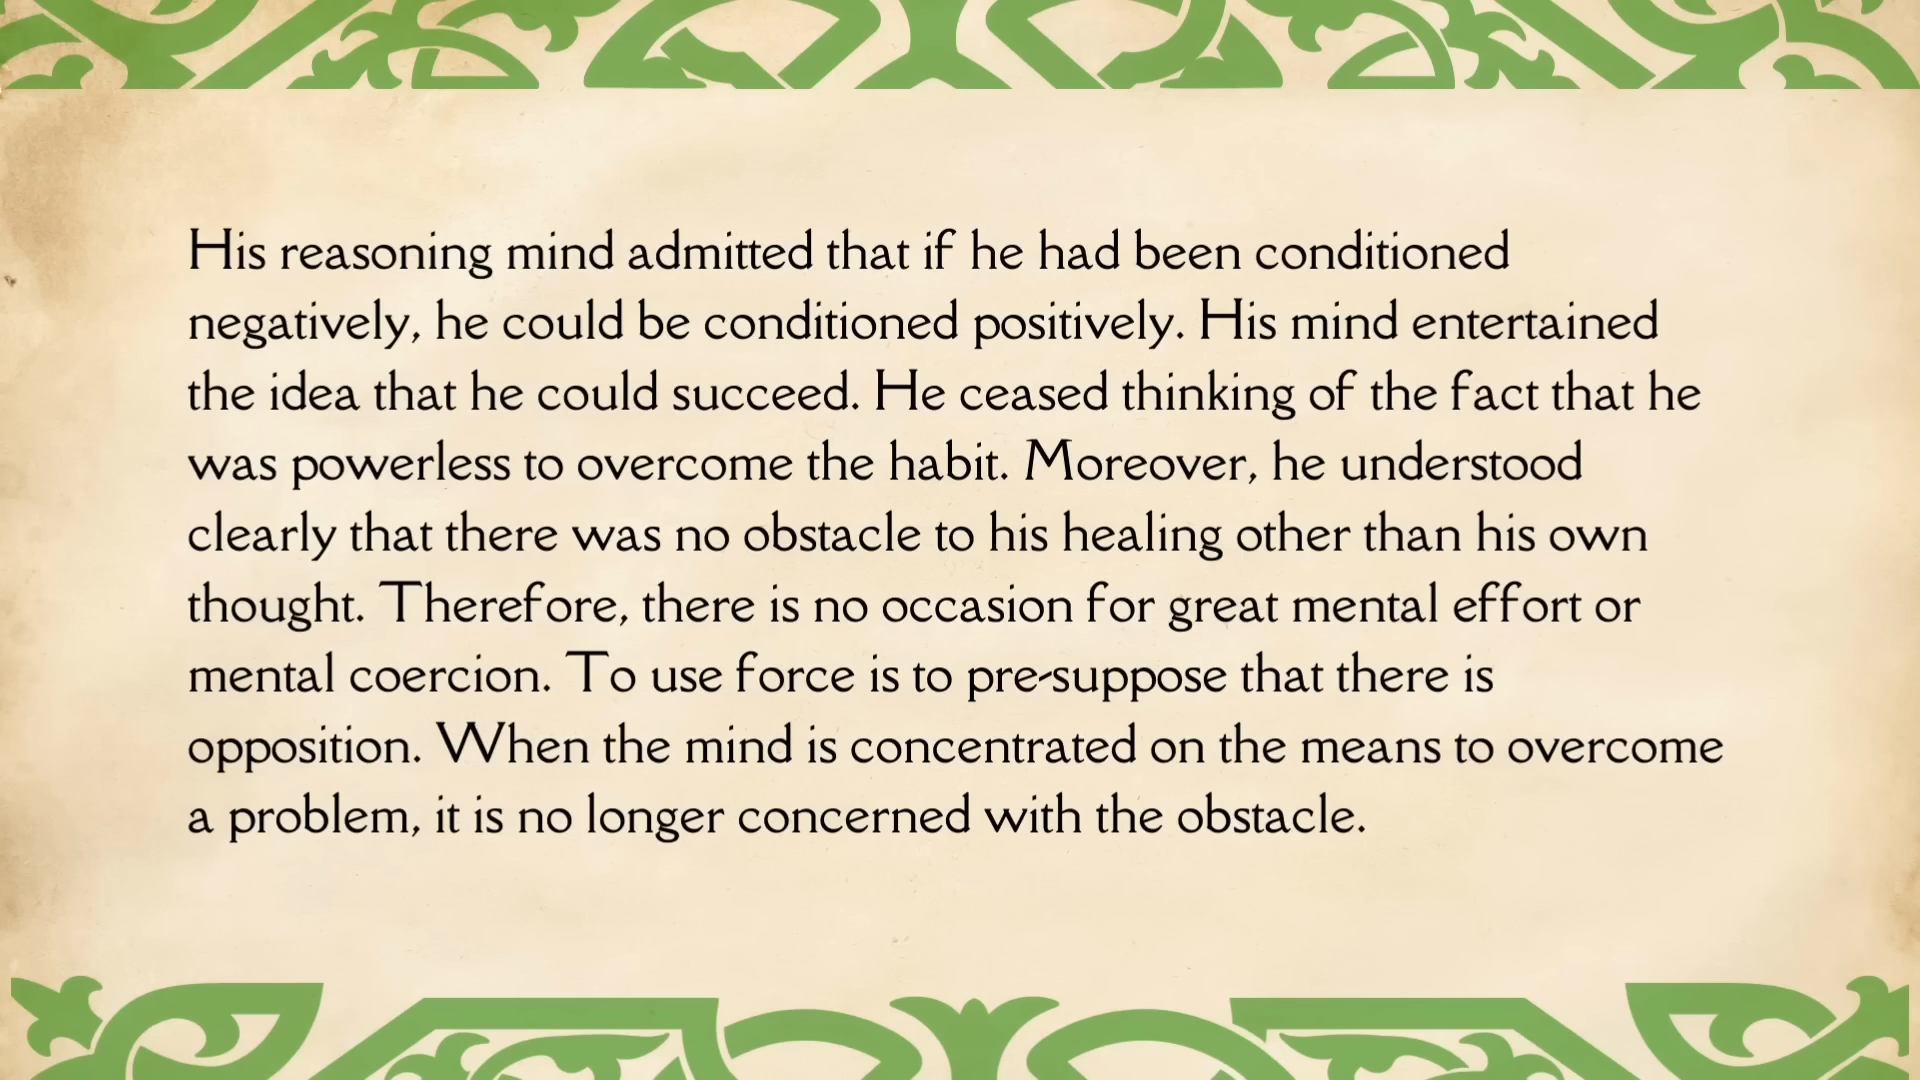 His reasoning mind admitted that if he had been conditioned
negatively, he could be conditioned positively. His mind entertained
the idea that he could succeed. He ceased thinking of the fact that he
was powerless to overcome the habit. Moreover, he understood
clearly that there was no obstacle to his healing other than his own
thought. Therefore, there is no occasion for great mental effort or
mental coercion. To use force is to pre-suppose that there is
opposition. When the mind is concentrated on the means to overcome
a problem, it is no longer concerned with the obstacle.